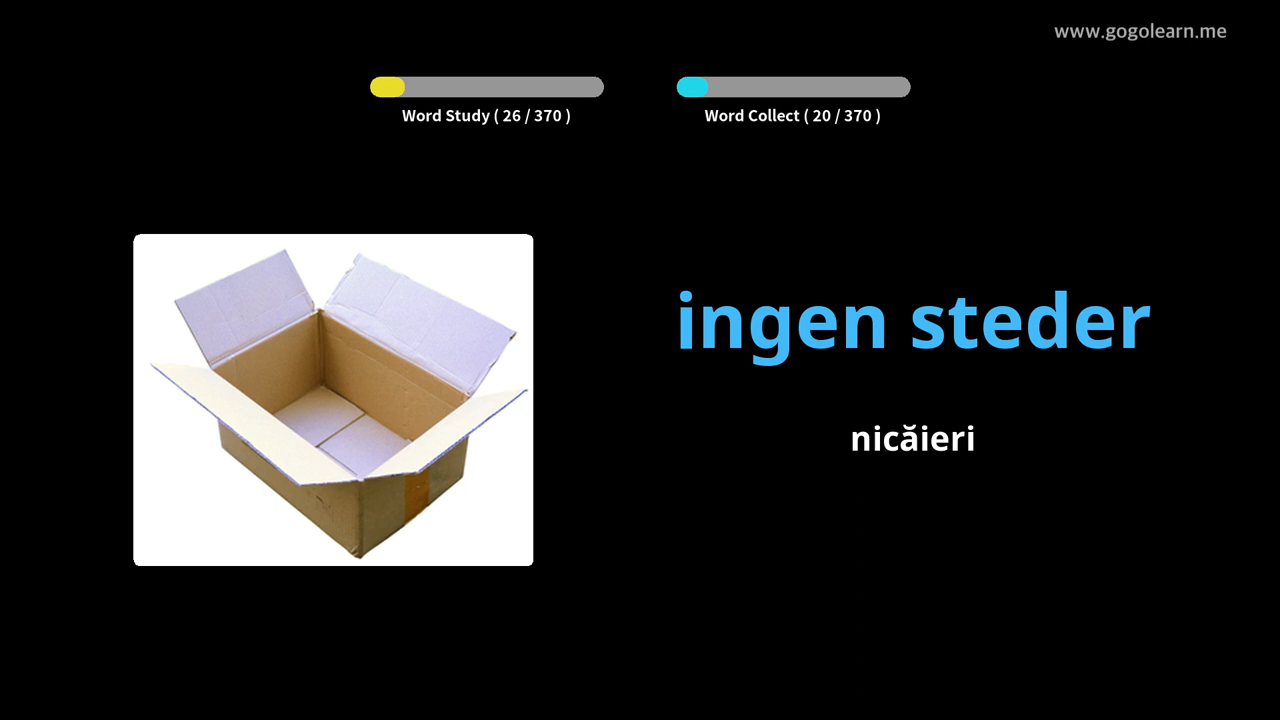 www.gogolearn.me
Word Study ( 26 / 370 )
Word Collect ( 20 / 370 )
ingen steder
nicăieri